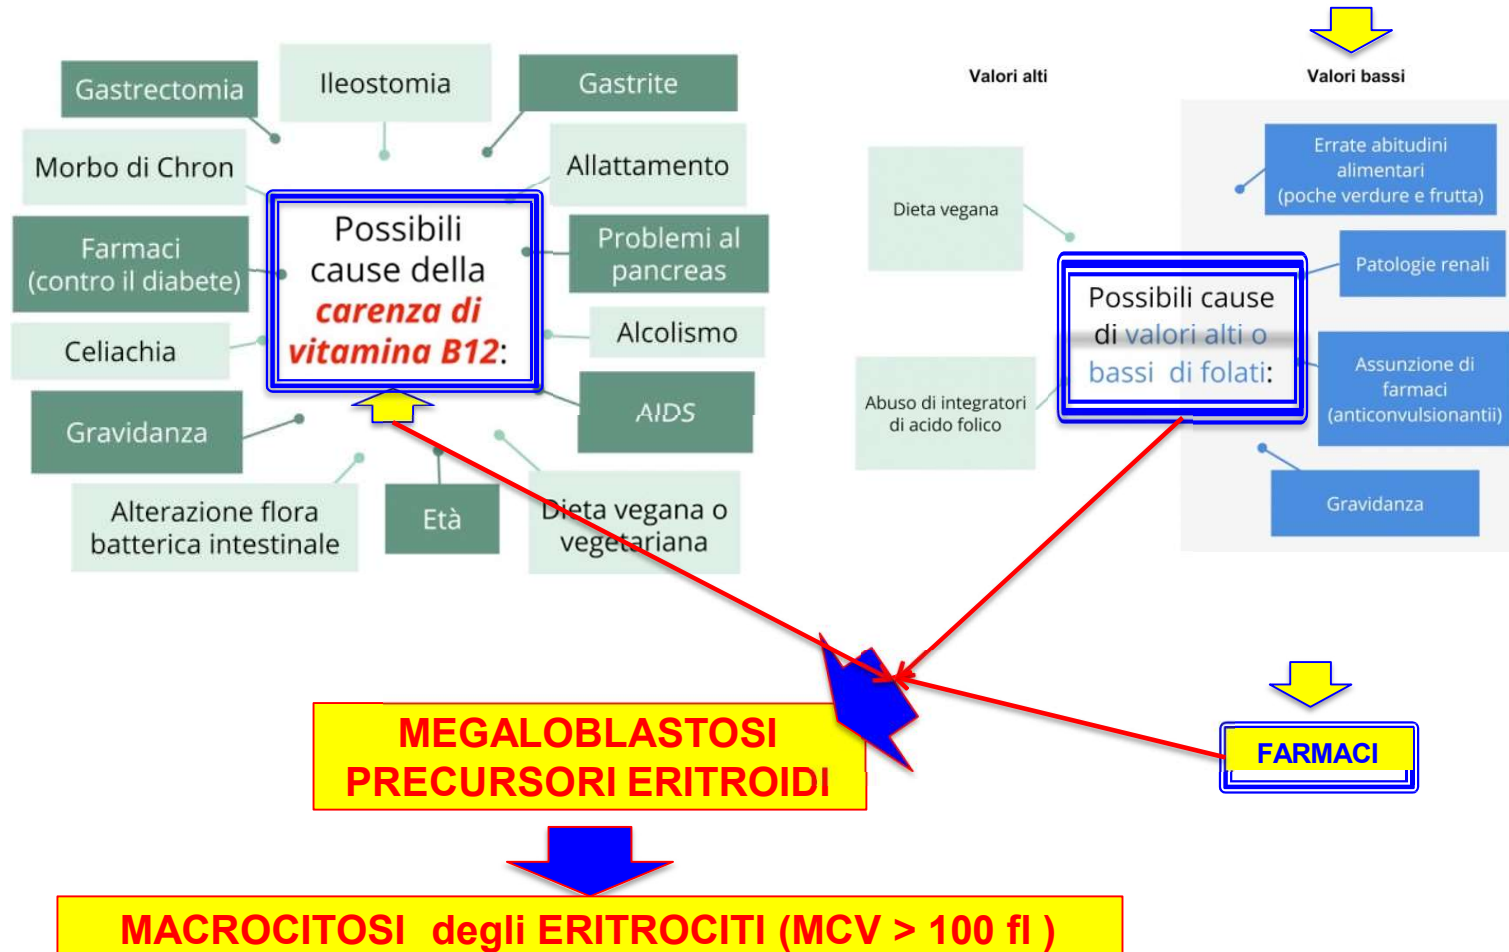 Gastrectomia
Ileostomia
Gastrite
Morbo di Chron
Allattamento
Farmaci
(contro il diabete)
Possibili
cause della
carenza di
vitamina B12:
Problemi al
pancreas
Celiachia
Alcolismo
Gravidanza
AIDS
Alterazione flora
batterica intestinale
Età
Dieta vegana o
vegetariana
Valori alti
Valori bassi
Dieta vegana
Errate abitudini
alimentari
(poche verdure e frutta)
Patologie renali
Possibili cause
di valori alti o
bassi di folati:
Abuso di integratori
di acido folico
Assunzione di
farmaci
(anticonvulsionantii)
Gravidanza
MEGALOBLASTOSI
PRECURSORI ERITROIDI
FARMACI
MACROCITOSI degli ERITROCITI (MCV > 100 fl )